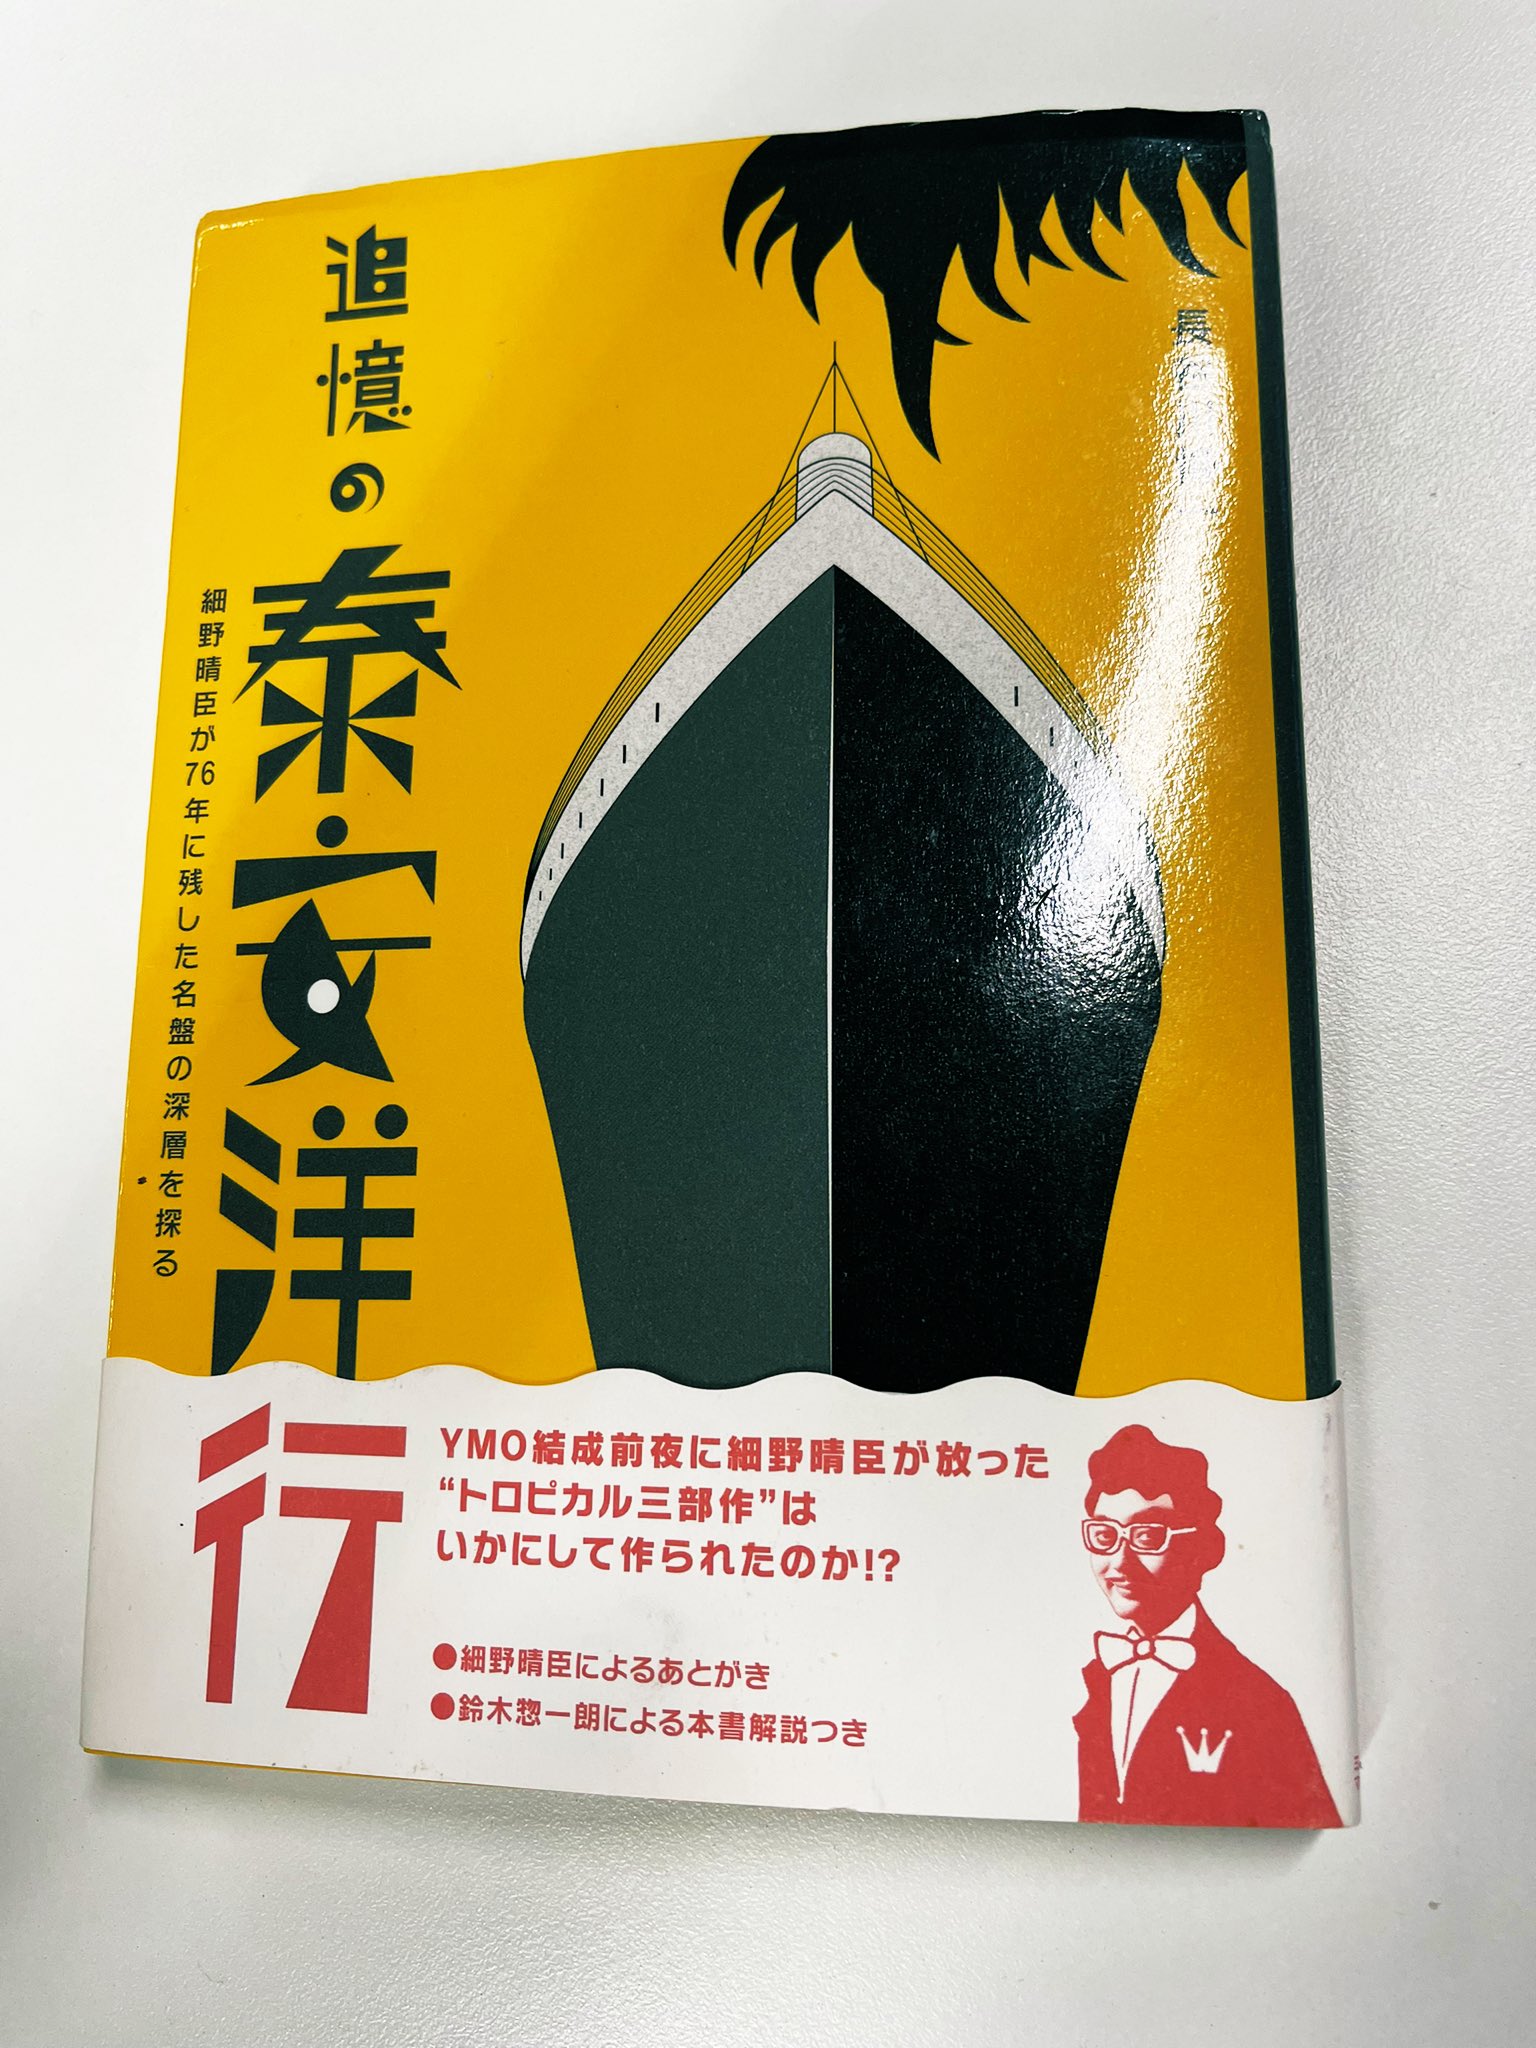 追憶の泰安洋行
細野晴臣が76年に残した名盤の深層を探る
長
YMO結成前夜に細野晴臣が放った
“トロピカル三部作”は
いかにして作られたのか!?
●細野晴臣によるあとがき
●鈴木惣一朗による本書解説つき